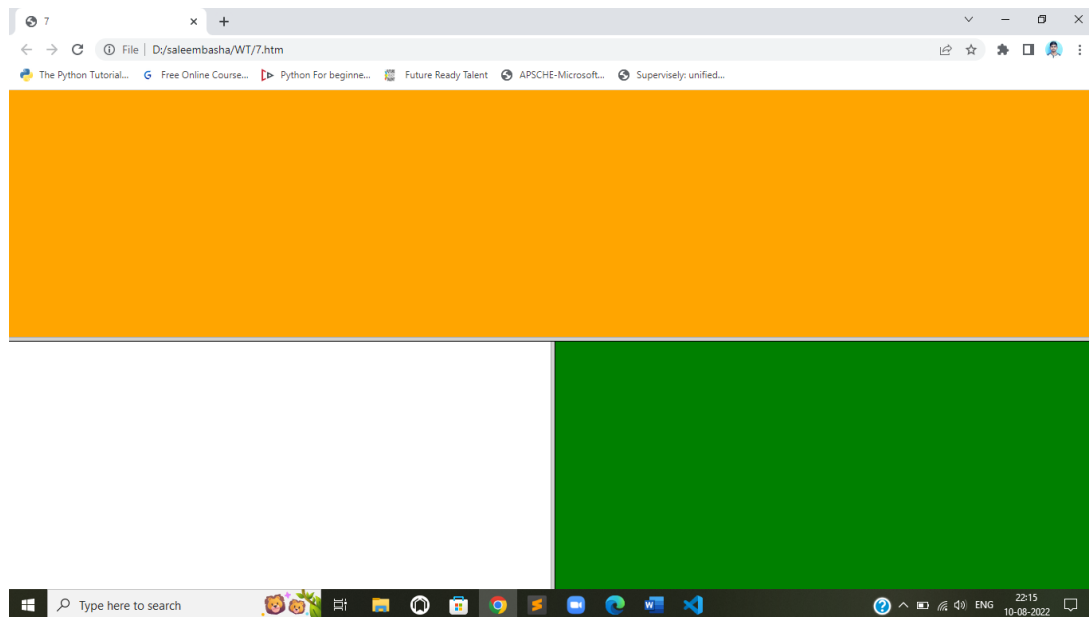 7
File D:/saleembasha/WT/7.htm
The Python Tutorial... Free Online Course... Python For beginne... Future Ready Talent APSCHE-Microsoft... Supervisely: unified...
Type here to search
ENG
22:15
10-08-2022